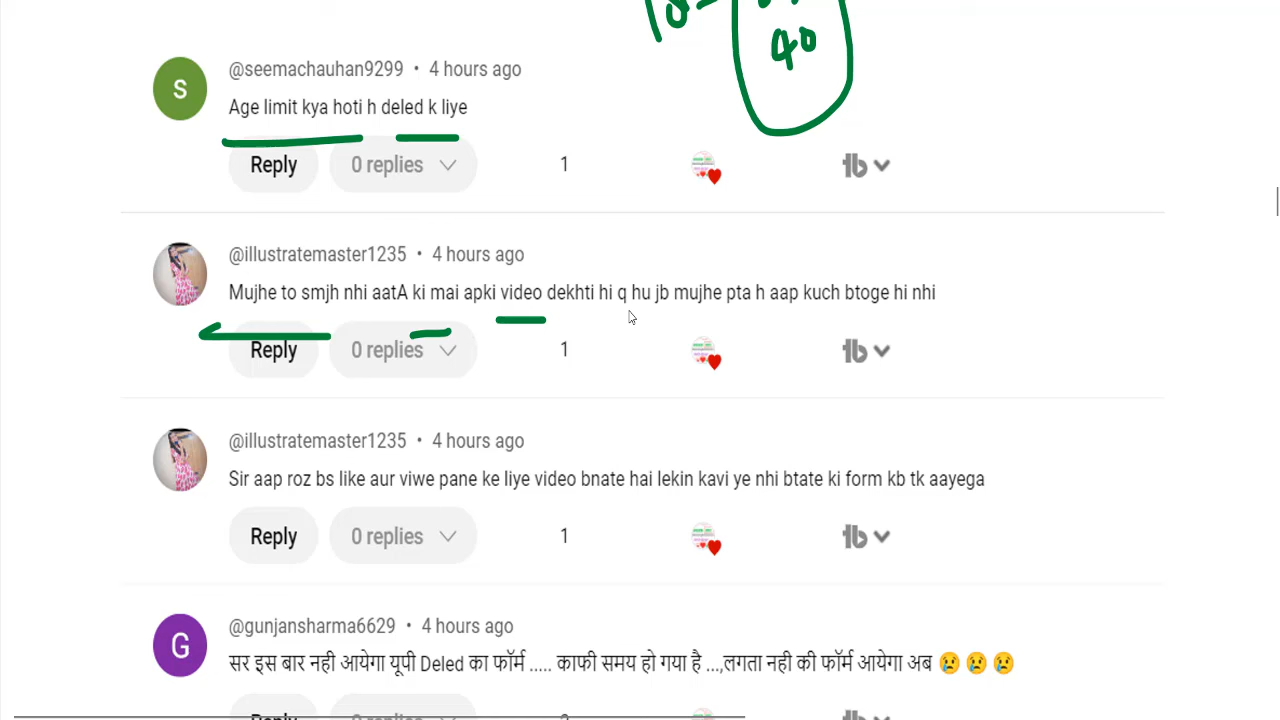 18-
40
@seemachauhan9299 • 4 hours ago
Age limit kya hoti h deled k liye
Reply 0 replies 1
@illustratemaster1235 • 4 hours ago
Mujhe to smjh nhi aatA ki mai apki video dekhti hi q hu jb mujhe pta h aap kuch btoge hi nhi
Reply 0 replies 1
@illustratemaster1235 • 4 hours ago
Sir aap roz bs like aur viwe pane ke liye video bnate hai lekin kavi ye nhi btate ki form kb tk aayega
Reply 0 replies 1
@gunjansharma6629 • 4 hours ago
सर इस बार नही आयेगा यूपी Deled का फॉर्म ..... काफी समय हो गया है ...,लगता नही की फॉर्म आयेगा अब 😢 😢 😢
Reply 0 replies